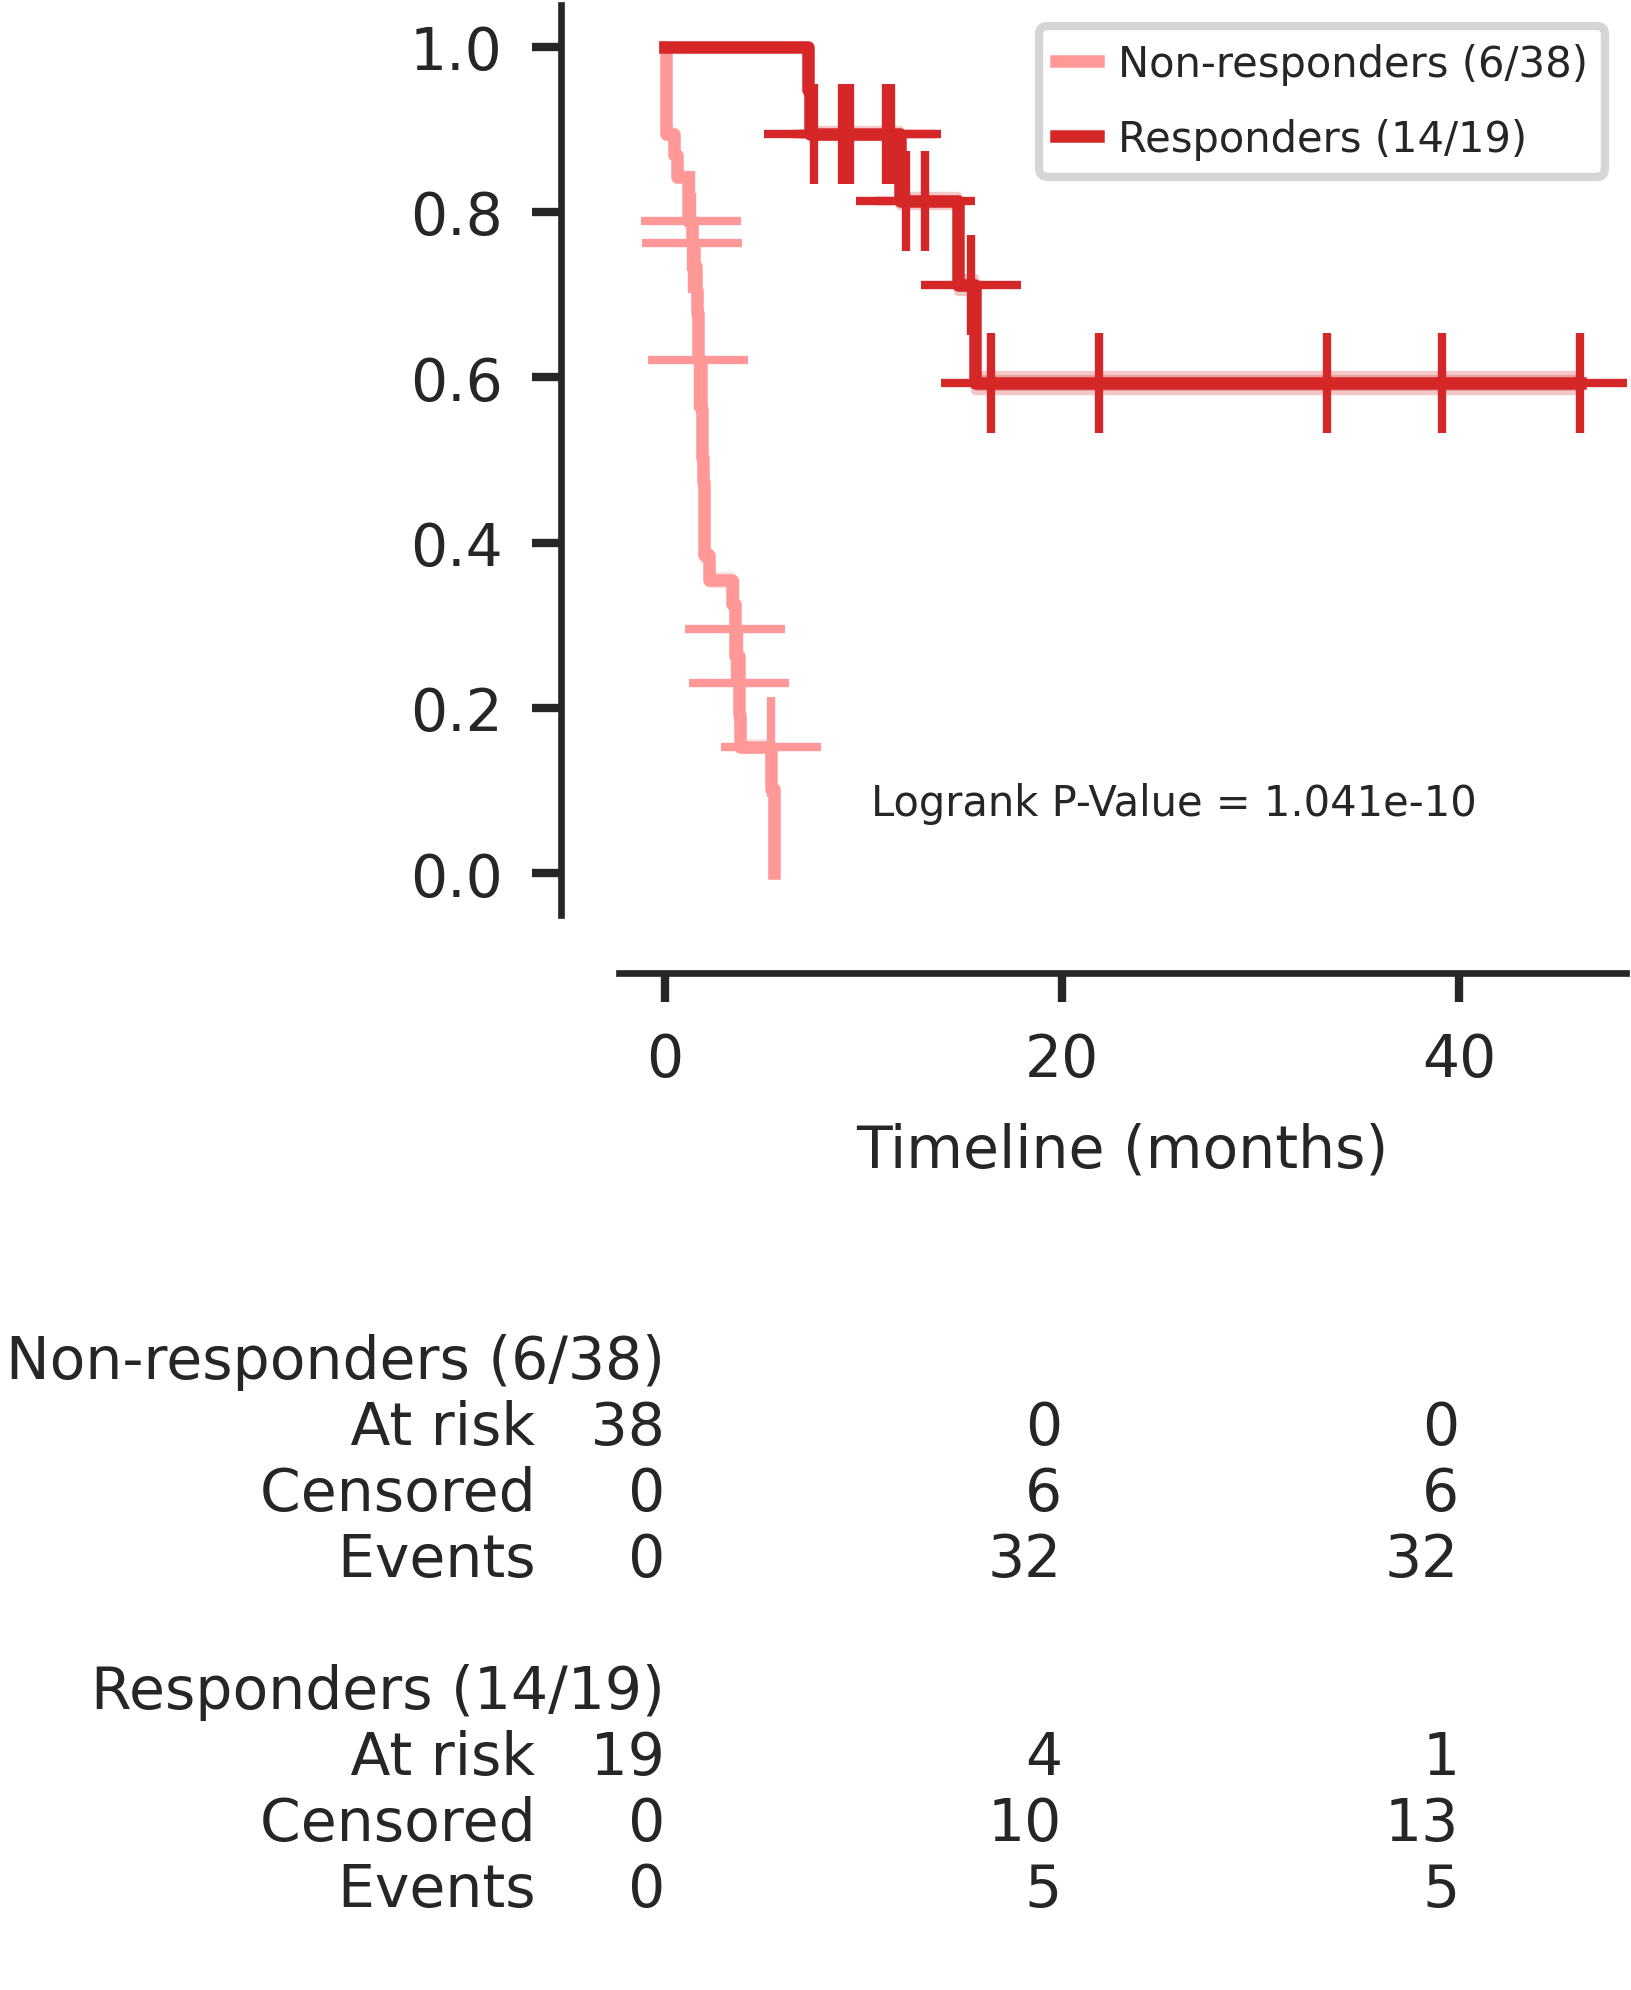 1.0
0.8
0.6
0.4
0.2
0.0
Non-responders (6/38)
Responders (14/19)
Logrank P-Value = 1.041e-10
0 20 40
Timeline (months)
Non-responders (6/38)
At risk 38 0 0
Censored 0 6 6
Events 0 32 32
Responders (14/19)
At risk 19 4 1
Censored 0 10 13
Events 0 5 5